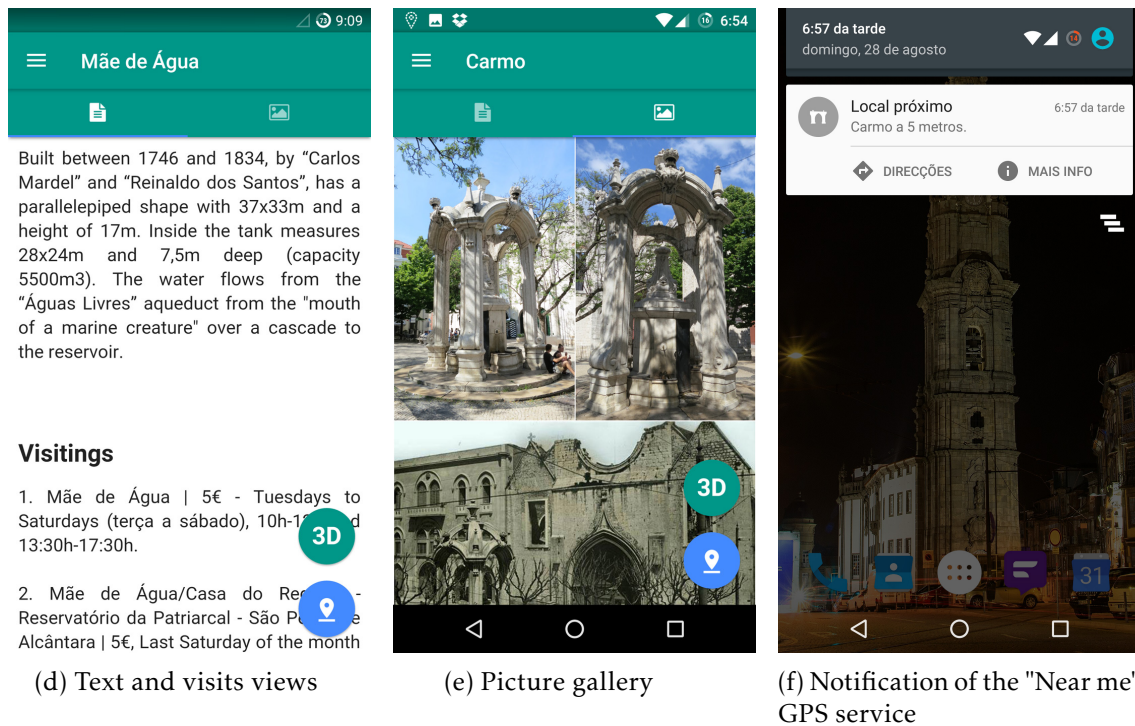 73 9:09
Mãe de Água
Built between 1746 and 1834, by “Carlos
Mardel” and “Reinaldo dos Santos”, has a
parallelepiped shape with 37x33m and a
height of 17m. Inside the tank measures
28x24m and 7,5m deep (capacity
5500m3). The water flows from the
“Águas Livres” aqueduct from the "mouth
of a marine creature" over a cascade to
the reservoir.
Visitings
1. Mãe de Água | 5€ - Tuesdays to
Saturdays (terça a sábado), 10h-1
13:30h-17:30h.
3D
2. Mãe de Água/Casa do Re -
Reservatório da Patriarcal - São P e
Alcântara | 5€, Last Saturday of the month
(d) Text and visits views
16 6:54
Carmo
3D
(e) Picture gallery
6:57 da tarde
domingo, 28 de agosto
14
Local próximo 6:57 da tarde
Carmo a 5 metros.
DIRECÇÕES MAIS INFO
31
(f) Notification of the "Near me"
GPS service